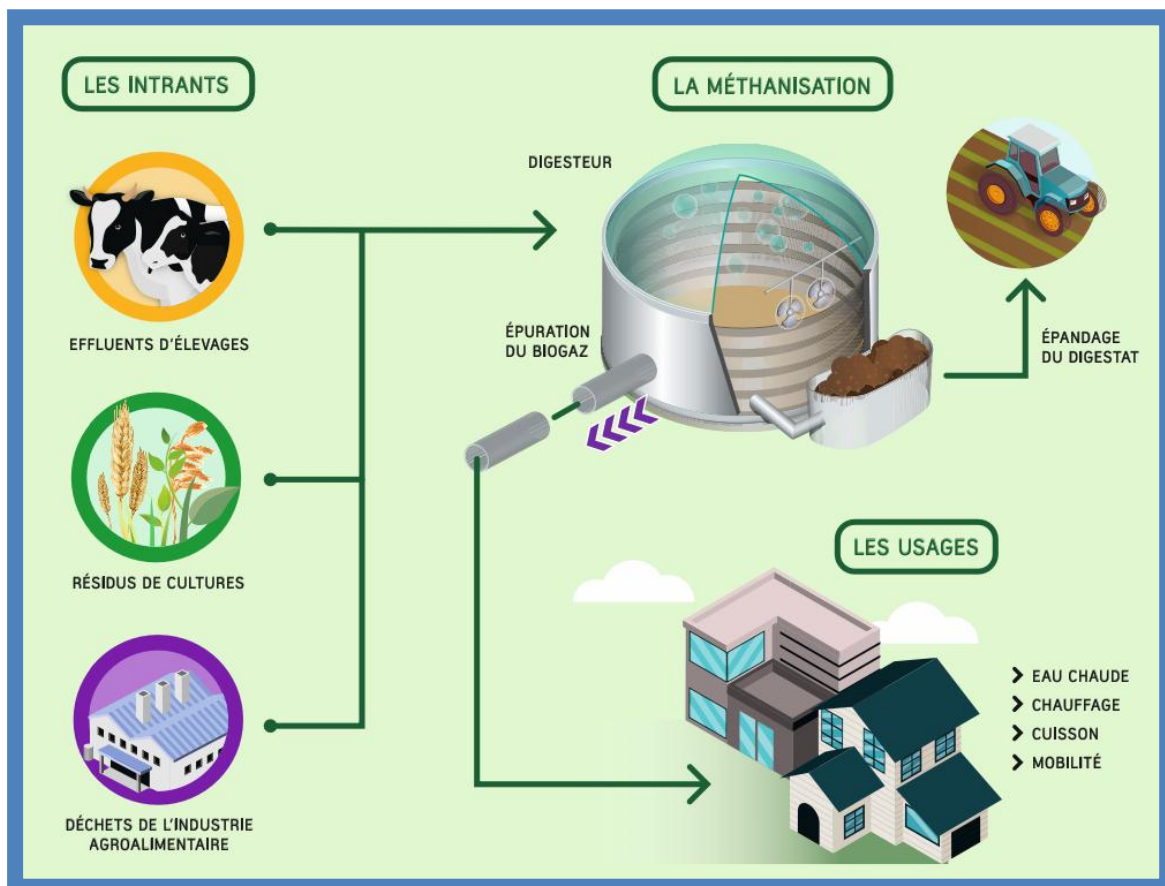 LES INTRANTS
EFFLUENTS D'ÉLEVAGES
RÉSIDUS DE CULTURES
DÉCHETS DE L'INDUSTRIE
AGROALIMENTAIRE
LA MÉTHANISATION
DIGESTEUR
ÉPURATION
DU BIOGAZ
ÉPANDAGE
DU DIGESTAT
LES USAGES
EAU CHAUDE
CHAUFFAGE
CUISSON
MOBILITÉ